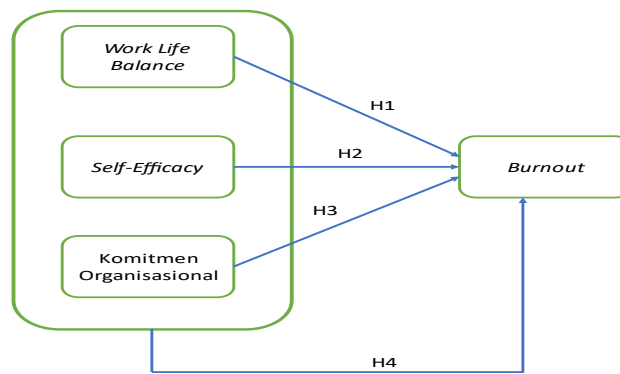 Work Life
Balance
H1
Self-Efficacy
H2
Burnout
H3
Komitmen
Organisasional
H4